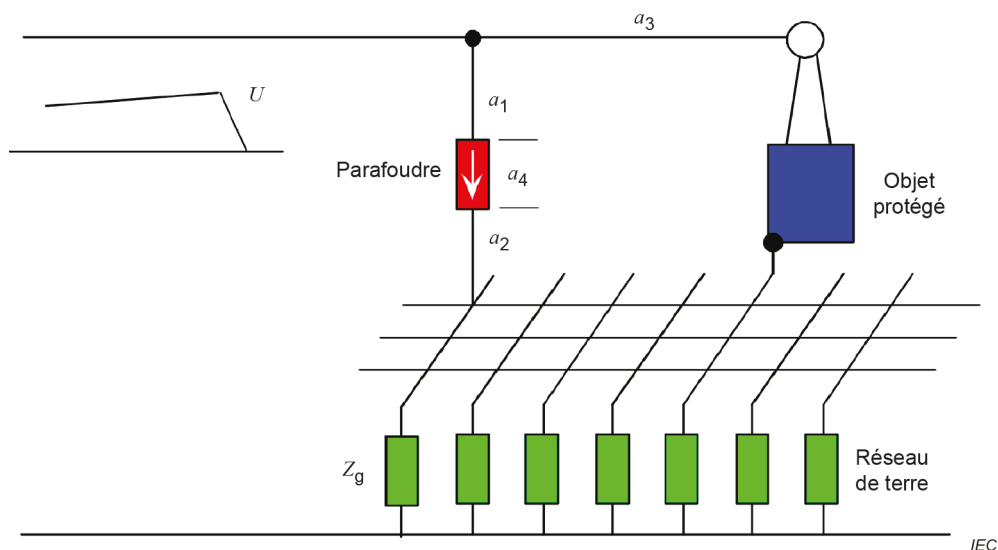 a3
U
a1
Parafoudre
a4
Objet
protégé
a2
Zg
Réseau
de terre
IEC